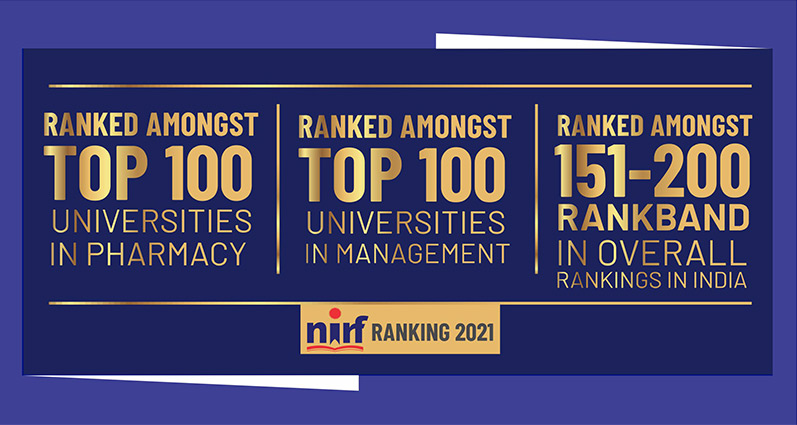 RANKED AMONGST
TOP 100
UNIVERSITIES
IN PHARMACY
RANKED AMONGST
TOP 100
UNIVERSITIES
IN MANAGEMENT
RANKED AMONGST
151-200
RANKBAND
IN OVERALL
RANKINGS IN INDIA
nirf RANKING 2021